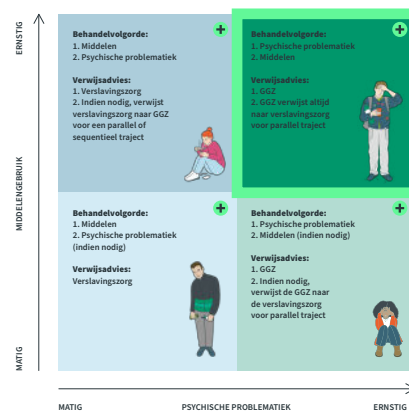 ERNSTIG
MIDDELENGEBRUIK
MATIG
Behandelvolgorde:
1. Middelen
2. Psychische problematiek
Verwijsadvies:
1. Verslavingszorg
2. Indien nodig, verwijst
verslavingszorg naar GGZ
voor een parallel of
sequentieel traject
Behandelvolgorde:
1. Psychische problematiek
2. Middelen
Verwijsadvies:
1. GGZ
2. GGZ verwijst altijd
naar verslavingszorg
voor parallel traject
Behandelvolgorde:
1. Middelen
2. Psychische problematiek
(indien nodig)
Verwijsadvies:
Verslavingszorg
Behandelvolgorde:
1. Psychische problematiek
2. Middelen (indien nodig)
Verwijsadvies:
1. GGZ
2. Indien nodig,
verwijst de GGZ naar
de verslavingszorg
voor parallel traject
MATIG
PSYCHISCHE PROBLEMATIEK
ERNSTIG